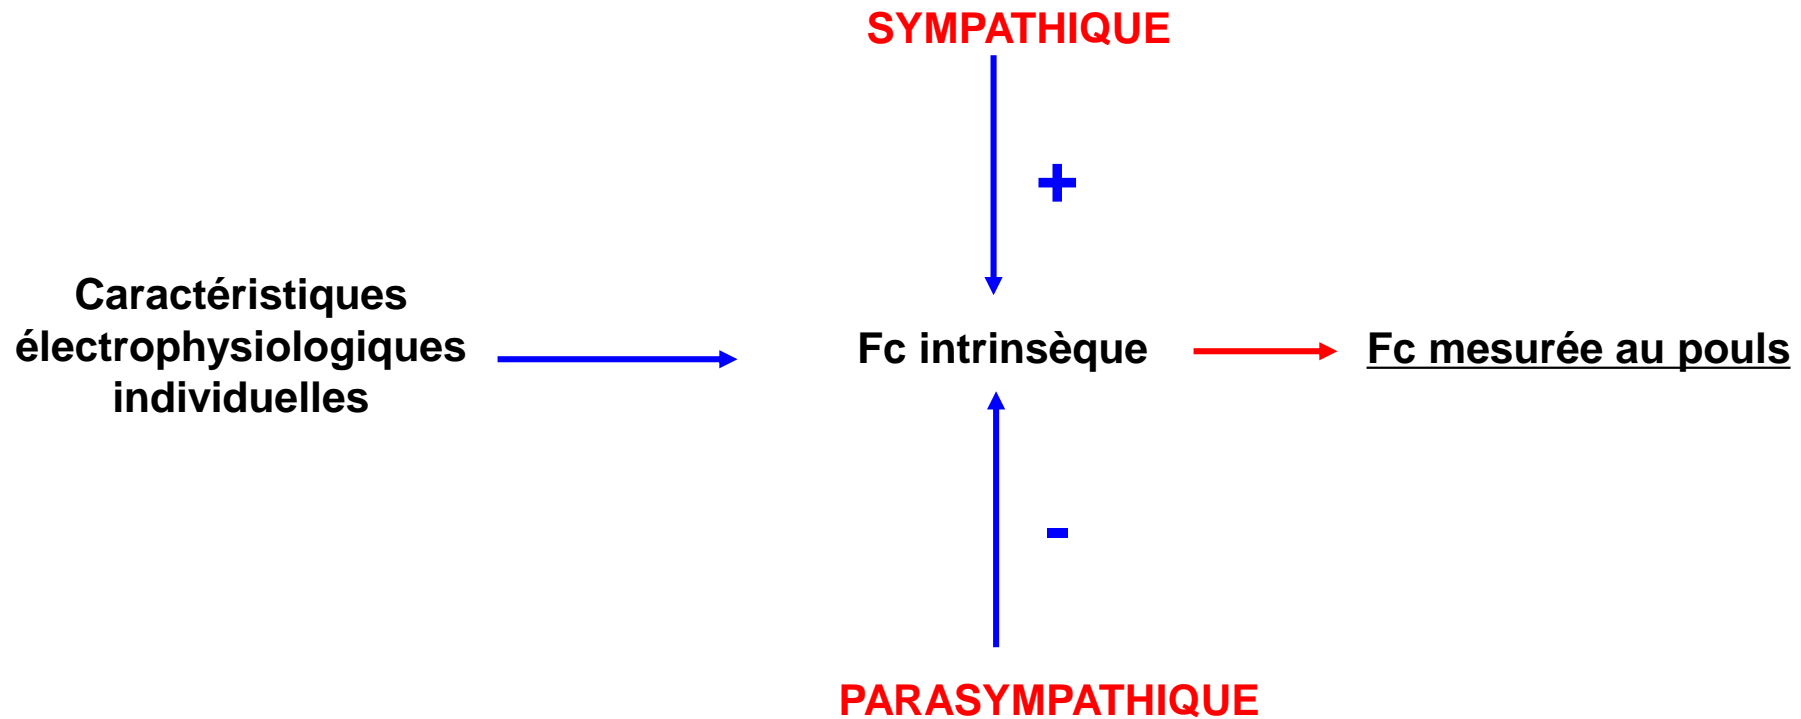 SYMPATHIQUE
+
Caractéristiques
électrophysiologiques
individuelles
Fc intrinsèque
Fc mesurée au pouls
-
PARASYMPATHIQUE